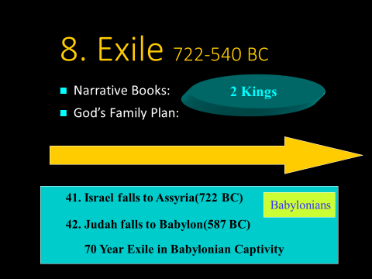 8. Exile 722-540 BC
Narrative Books:
2 Kings
God's Family Plan:
41. Israel falls to Assyria(722 BC)
Babylonians
42. Judah falls to Babylon(587 BC)
70 Year Exile in Babylonian Captivity